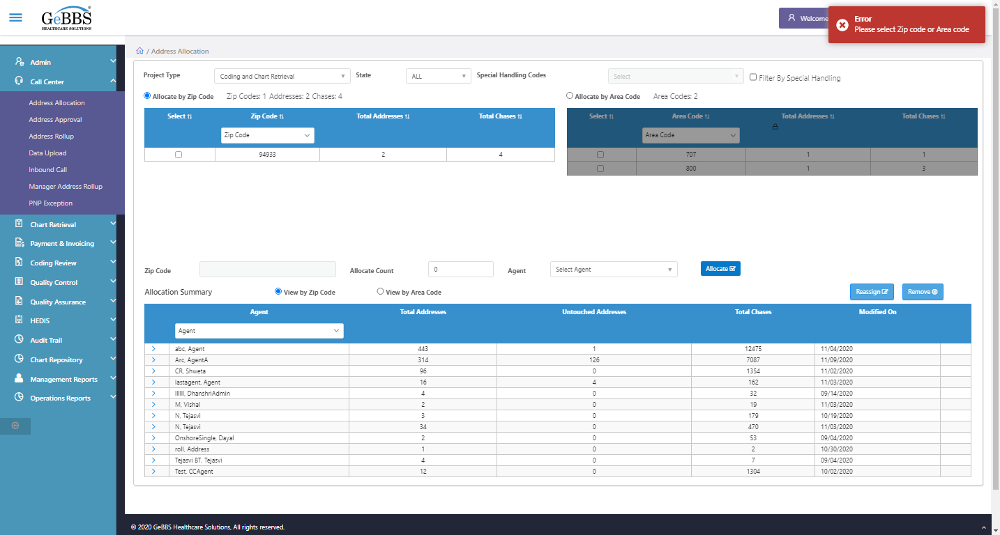 GeBBS
HEALTHCARE SOLUTIONS
Welcome
Error
Please select Zip code or Area code
Admin
Call Center
Address Allocation
Address Approval
Address Rollup
Data Upload
Inbound Call
Manager Address Rollup
PNP Exception
Chart Retrieval
Payment & Invoicing
Coding Review
Quality Control
Quality Assurance
HEDIS
Audit Trail
Chart Repository
Management Reports
Operations Reports
/ Address Allocation
Project Type Coding and Chart Retrieval State ALL Special Handling Codes Select Filter By Special Handling
Allocate by Zip Code Zip Codes: 1 Addresses: 2 Chases: 4
Select Zip Code Total Addresses Total Chases
Zip Code
94933 2 4
Allocate by Area Code Area Codes: 2
Select Area Code Total Addresses Total Chases
Area Code
707 1 1
800 1 3
Zip Code Allocate Count 0 Agent Select Agent Allocate
Allocation Summary View by Zip Code View by Area Code Reassign Remove
Agent Total Addresses Untouched Addresses Total Chases Modified On
Agent
abc, Agent 443 1 12475 11/04/2020
Arc, AgentA 314 126 7087 11/09/2020
CR, Shweta 96 0 1354 11/02/2020
lastagent, Agent 16 4 162 11/03/2020
DhanshriAdmin 4 0 32 09/14/2020
M, Vishal 2 0 19 11/03/2020
N, Tejasvi 3 0 179 10/19/2020
N, Tejasvi 34 0 470 11/03/2020
OnshoreSingle, Dayal 2 0 53 09/04/2020
roll, Address 1 0 2 10/30/2020
Tejasvi BT, Tejasvi 4 0 7 09/04/2020
Test, CCAgent 12 0 1304 10/02/2020
© 2020 GeBBS Healthcare Solutions, All rights reserved.